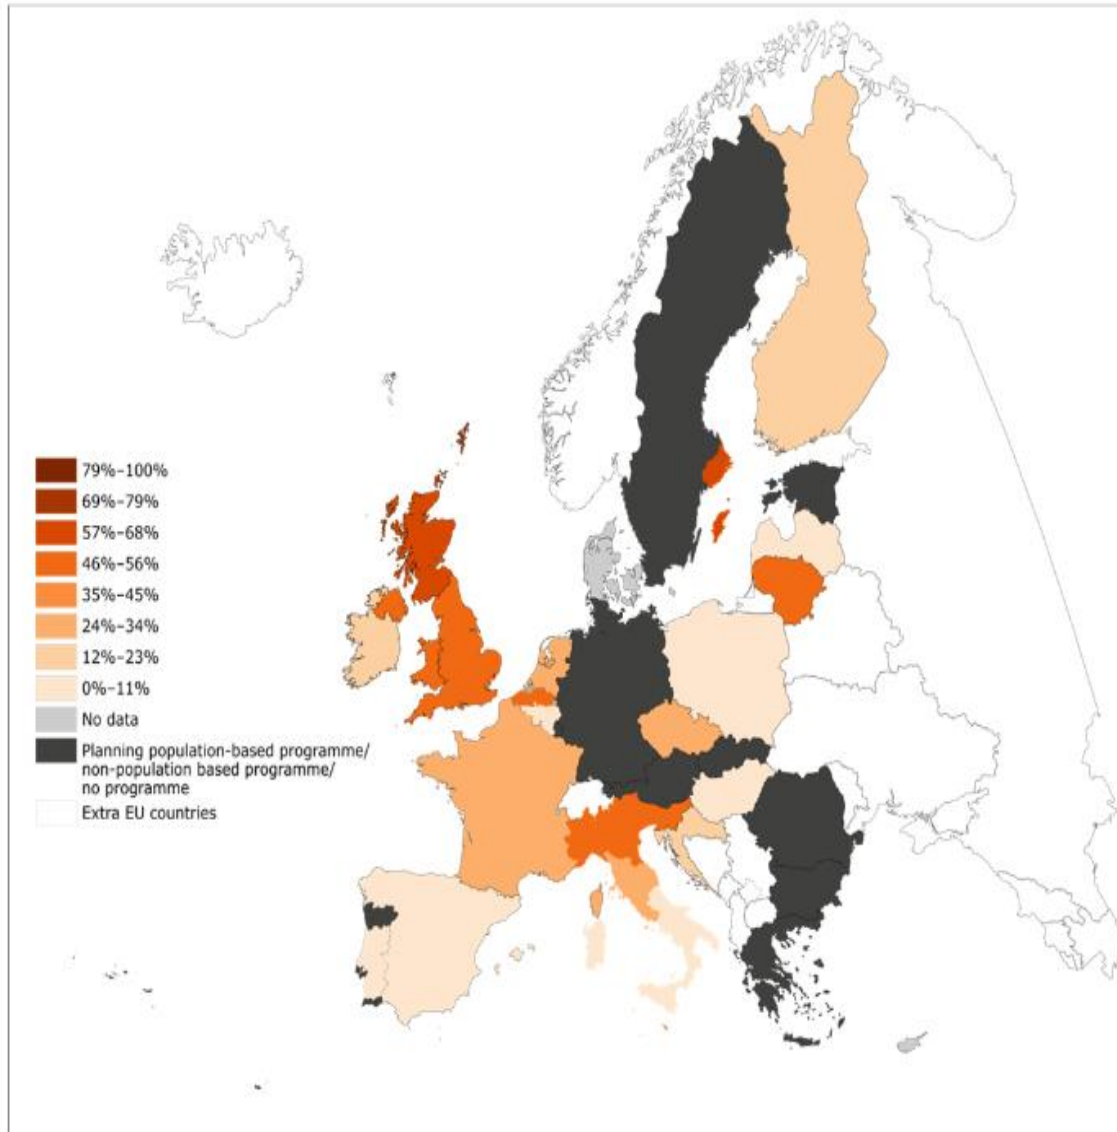 79%–100%
69%–79%
57%–68%
46%–56%
35%–45%
24%–34%
12%–23%
0%–11%
No data
Planning population-based programme/
non-population based programme/
no programme
Extra EU countries